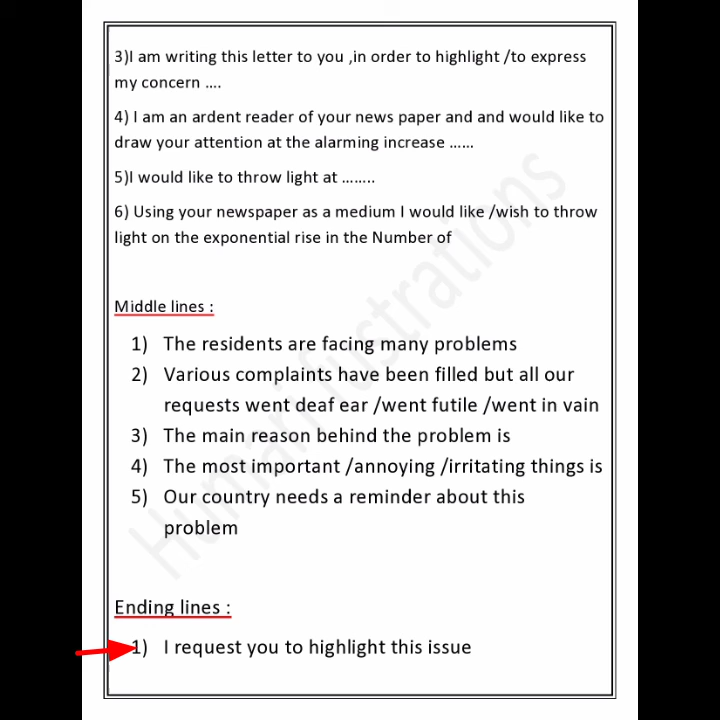 3)I am writing this letter to you ,in order to highlight /to express
my concern ....
4) I am an ardent reader of your news paper and and would like to
draw your attention at the alarming increase ......
5)I would like to throw light at ........
6) Using your newspaper as a medium I would like /wish to throw
light on the exponential rise in the Number of
Middle lines :
1) The residents are facing many problems
2) Various complaints have been filled but all our
requests went deaf ear /went futile /went in vain
3) The main reason behind the problem is
4) The most important /annoying /irritating things is
5) Our country needs a reminder about this
problem
Ending lines :
1) I request you to highlight this issue
Human frustrations